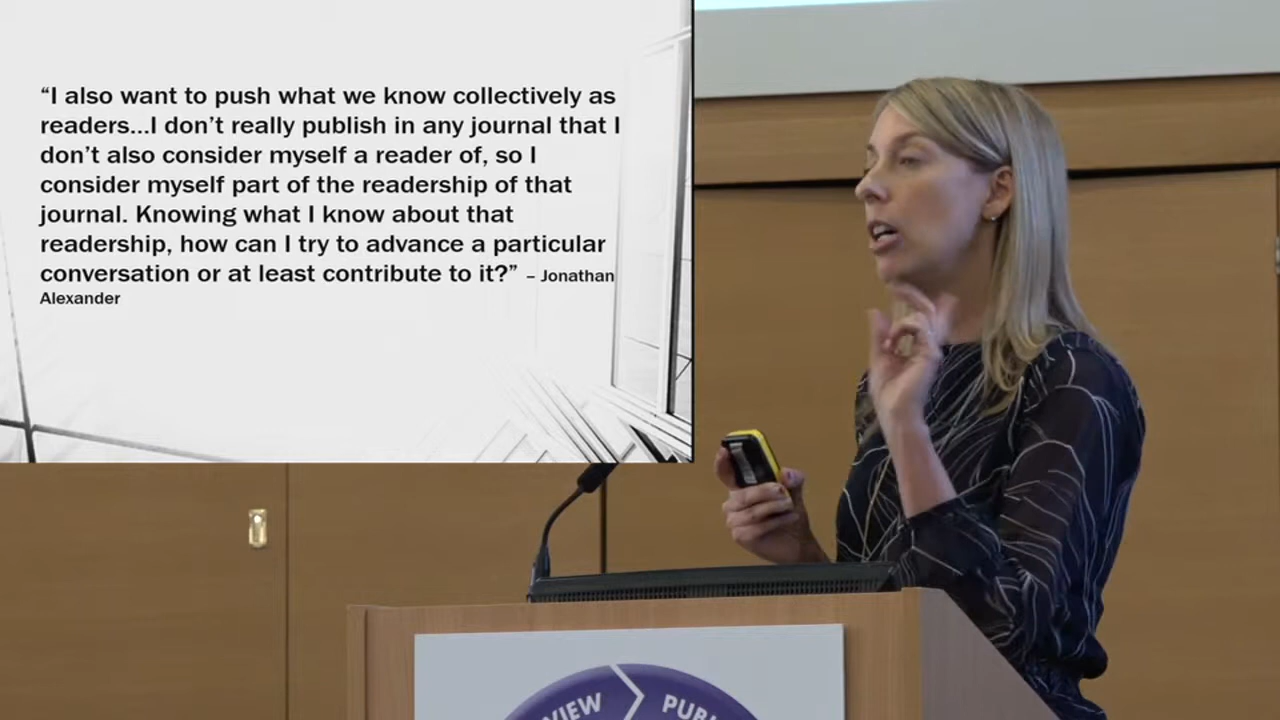 “I also want to push what we know collectively as
readers...I don’t really publish in any journal that I
don’t also consider myself a reader of, so I
consider myself part of the readership of that
journal. Knowing what I know about that
readership, how can I try to advance a particular
conversation or at least contribute to it?” – Jonathan
Alexander